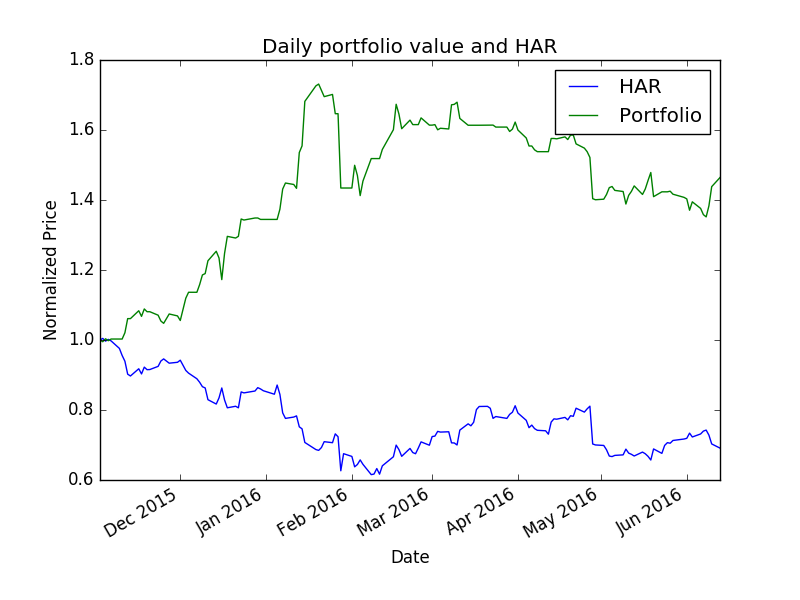 Daily portfolio value and HAR
HAR
Portfolio
1.8
1.6
1.4
1.2
1.0
0.8
0.6
Normalized Price
Dec 2015
Jan 2016
Feb 2016
Mar 2016
Apr 2016
May 2016
Jun 2016
Date